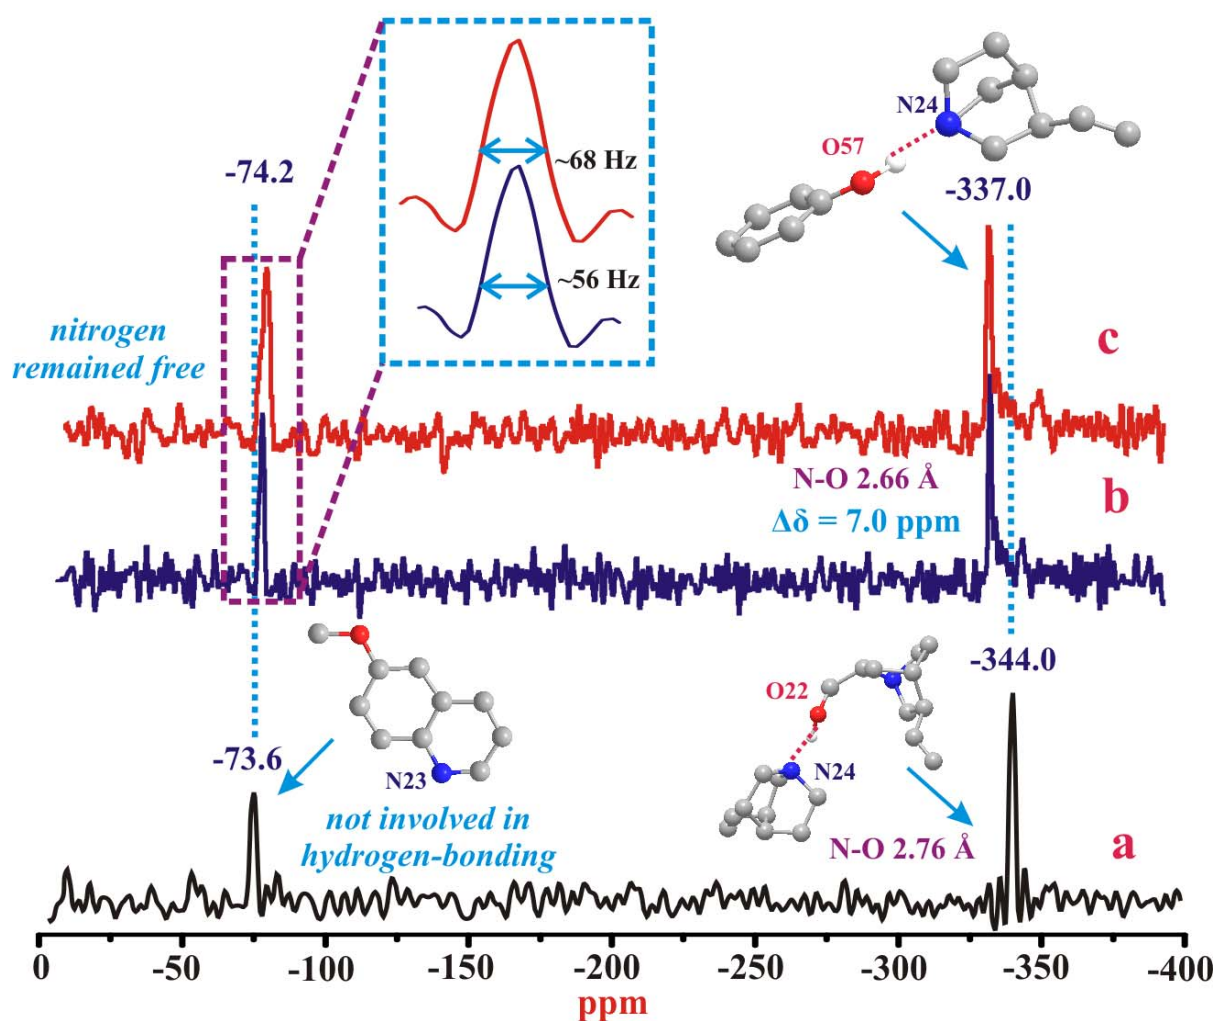 N24
O57
~68 Hz
-74.2
-337.0
~56 Hz
nitrogen
remained free
c
N-O 2.66 Å
b
Δδ = 7.0 ppm
-344.0
O22
-73.6
N23
N24
not involved in
hydrogen-bonding
N-O 2.76 Å
a
0 -50 -100 -150 -200 -250 -300 -350 -400
ppm